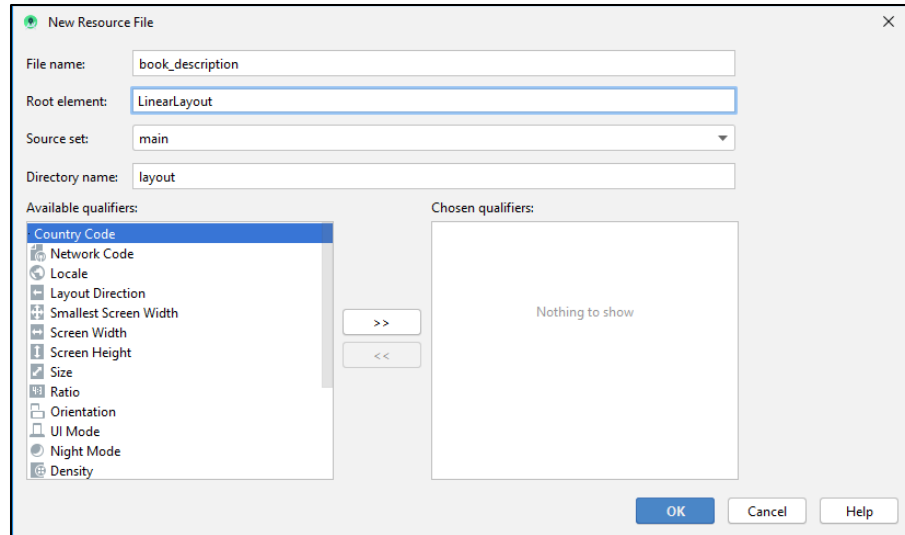 New Resource File
File name: book_description
Root element: LinearLayout
Source set: main
Directory name: layout
Available qualifiers: Chosen qualifiers:
Country Code
Network Code
Locale
Layout Direction
Smallest Screen Width
Nothing to show
>>
Screen Width
Screen Height
<<
Size
9:1 Ratio
Orientation
UI Mode
Night Mode
Density
OK Cancel Help